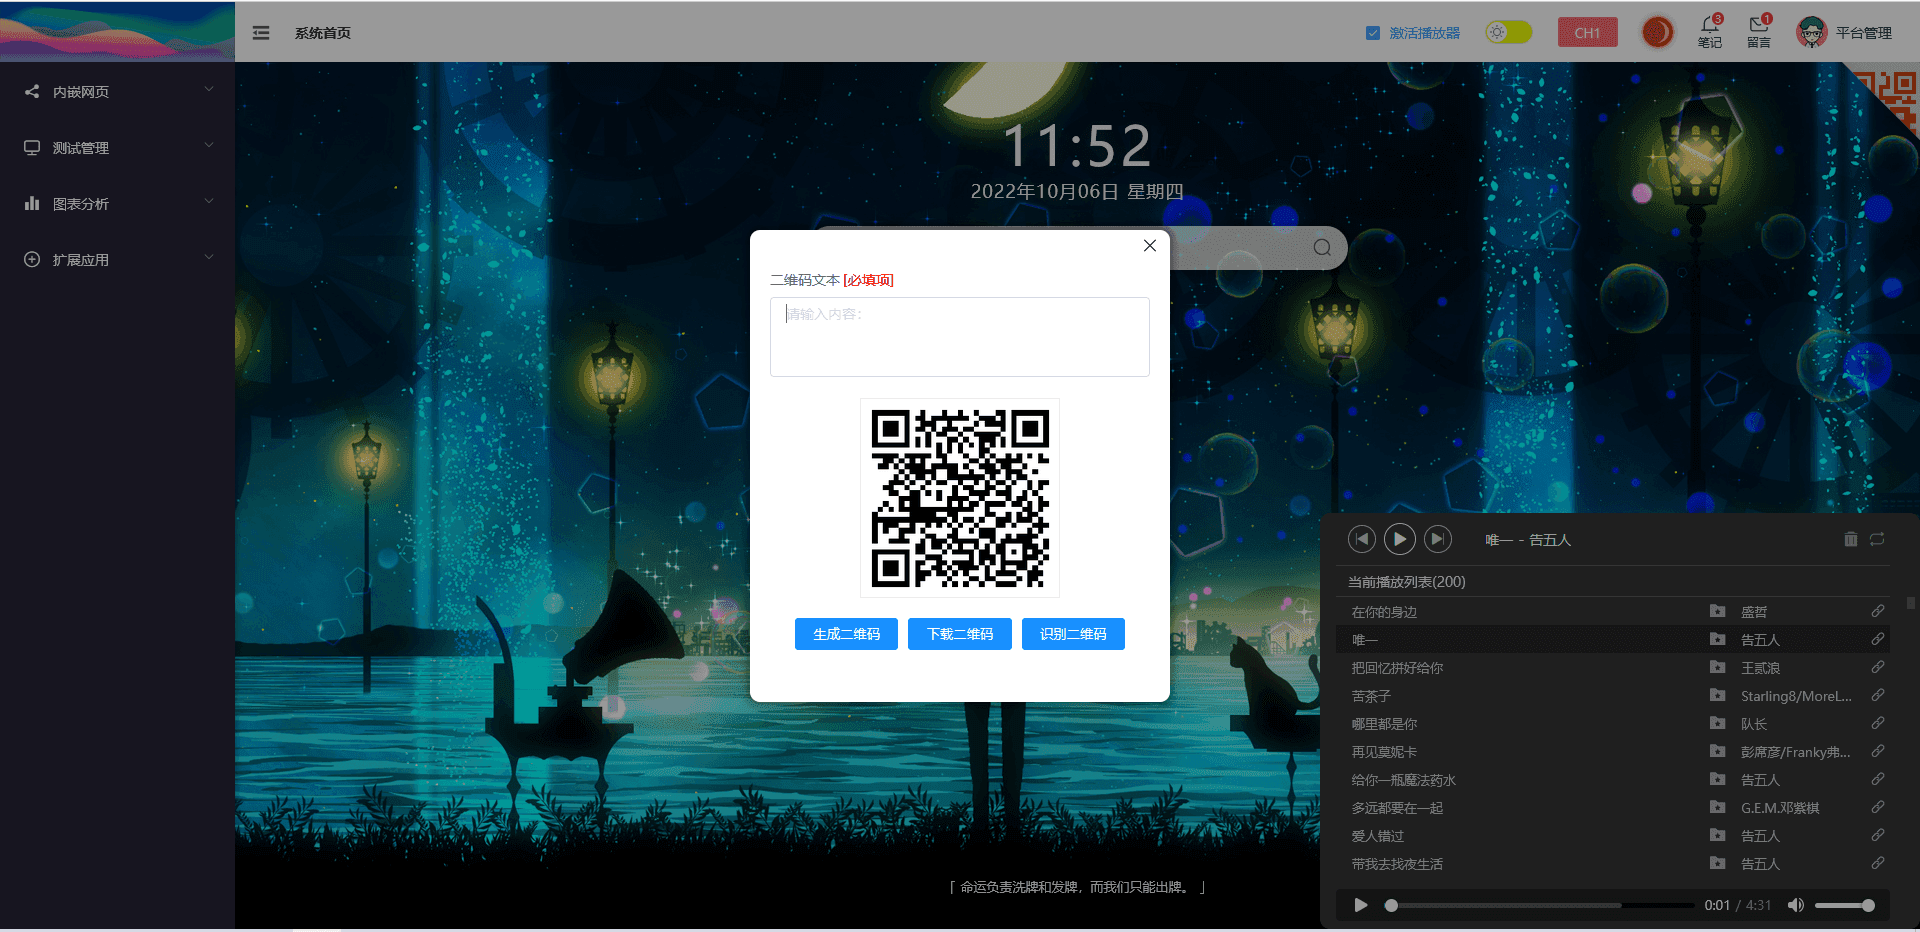 系统首页
激活播放器
CH1
3
笔记
1
留言
平台管理
内嵌网页
测试管理
图表分析
扩展应用
11:52
2022年10月06日 星期四
二维码文本 [必填项]
请输入内容：
生成二维码
下载二维码
识别二维码
唯一 - 告五人
当前播放列表(200)
在你的身边 盛哲
唯一 告五人
把回忆拼好给你 王贰浪
苦茶子 Starling8/MoreL...
哪里都是你 队长
再见莫妮卡 彭席彦/Franky弗...
给你一瓶魔法药水 告五人
多远都要在一起 G.E.M.邓紫棋
爱人错过 告五人
带我去找夜生活 告五人
「 命运负责洗牌和发牌，而我们只能出牌。 」
0:01 / 4:31